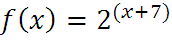 f(x) = 2^(x+7)